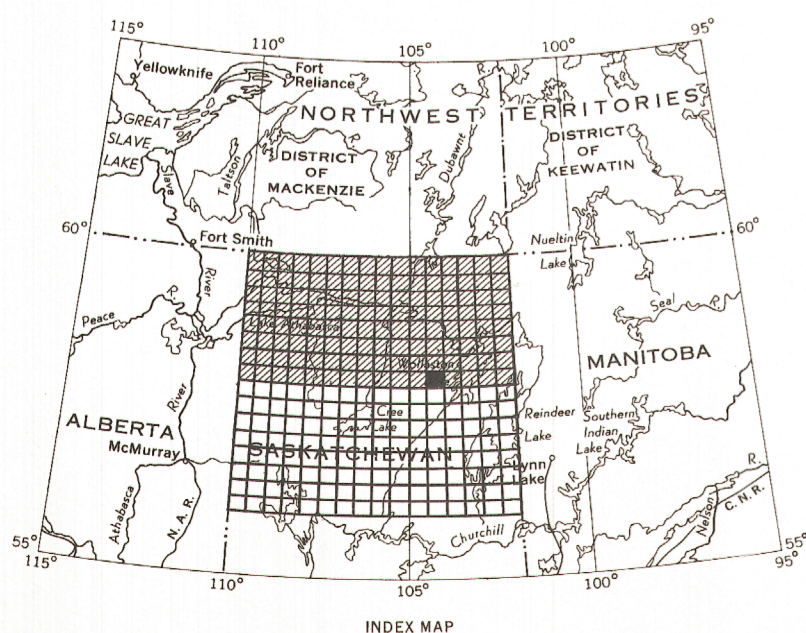 115°
110°
105°
100°
95°
Yellowknife
Fort
Reliance
R.
GREAT
SLAVE
LAKE
NORTHWEST TERRITORIES
DISTRICT
OF
MACKENZIE
R.
DISTRICT
OF
KEEWATIN
Slave
River
Taltson
Dubawnt
60°
Fort Smith
Nueltin
Lake
60°
Peace R.
Lake Athabasca
Wollaston
Seal R.
MANITOBA
River
ALBERTA
McMurray
Cree
Lake
SASKATCHEWAN
Reindeer
Lake
Southern
Indian
Lake
Lynn
Lake
Athabasca
N. A. R.
Churchill
Nelson
R.
C. N. R.
55°
115°
110°
105°
100°
55°
95°
INDEX MAP